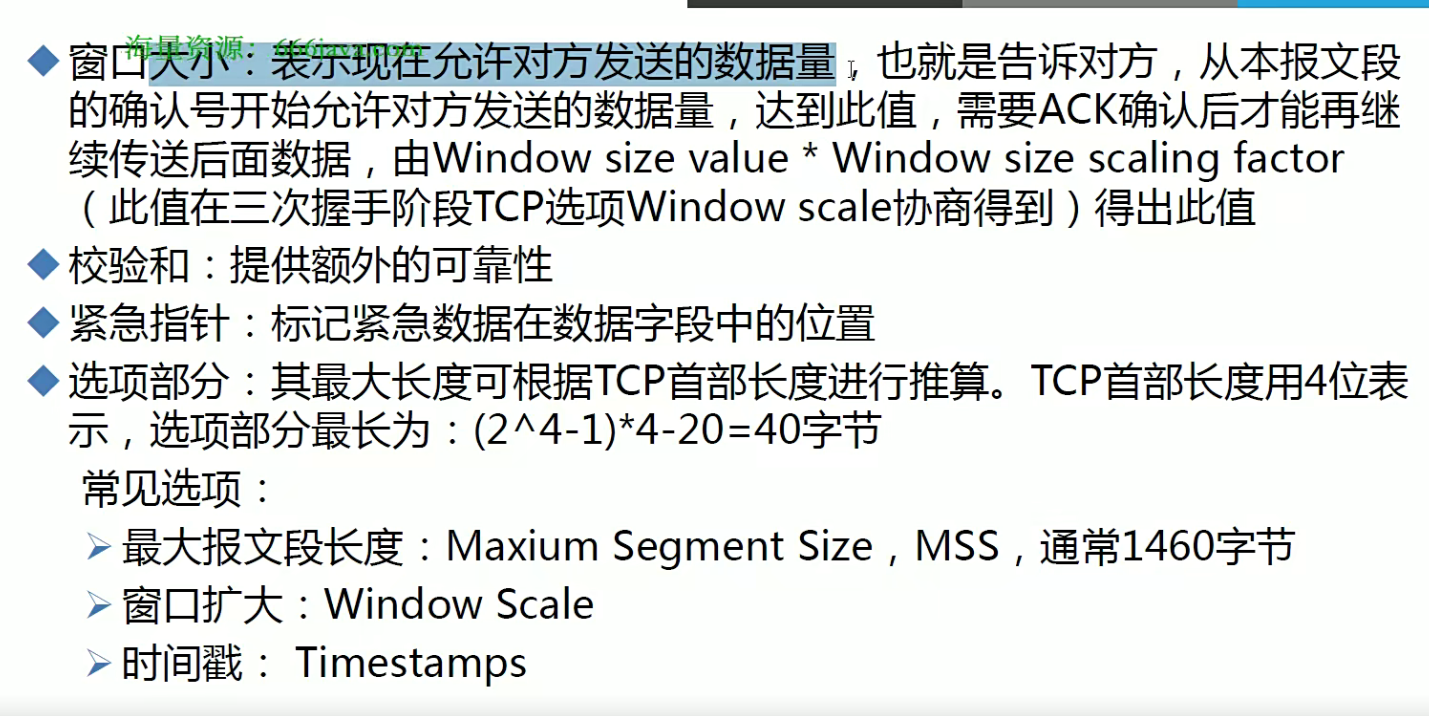 海量资源：666java.com
窗口大小：表示现在允许对方发送的数据量，也就是告诉对方，从本报文段
的确认号开始允许对方发送的数据量，达到此值，需要ACK确认后才能再继
续传送后面数据，由Window size value * Window size scaling factor
（此值在三次握手阶段TCP选项Window scale协商得到）得出此值
校验和：提供额外的可靠性
紧急指针：标记紧急数据在数据字段中的位置
选项部分：其最大长度可根据TCP首部长度进行推算。TCP首部长度用4位表
示，选项部分最长为：(2^4-1)*4-20=40字节
常见选项：
最大报文段长度：Maxium Segment Size，MSS，通常1460字节
窗口扩大：Window Scale
时间戳： Timestamps